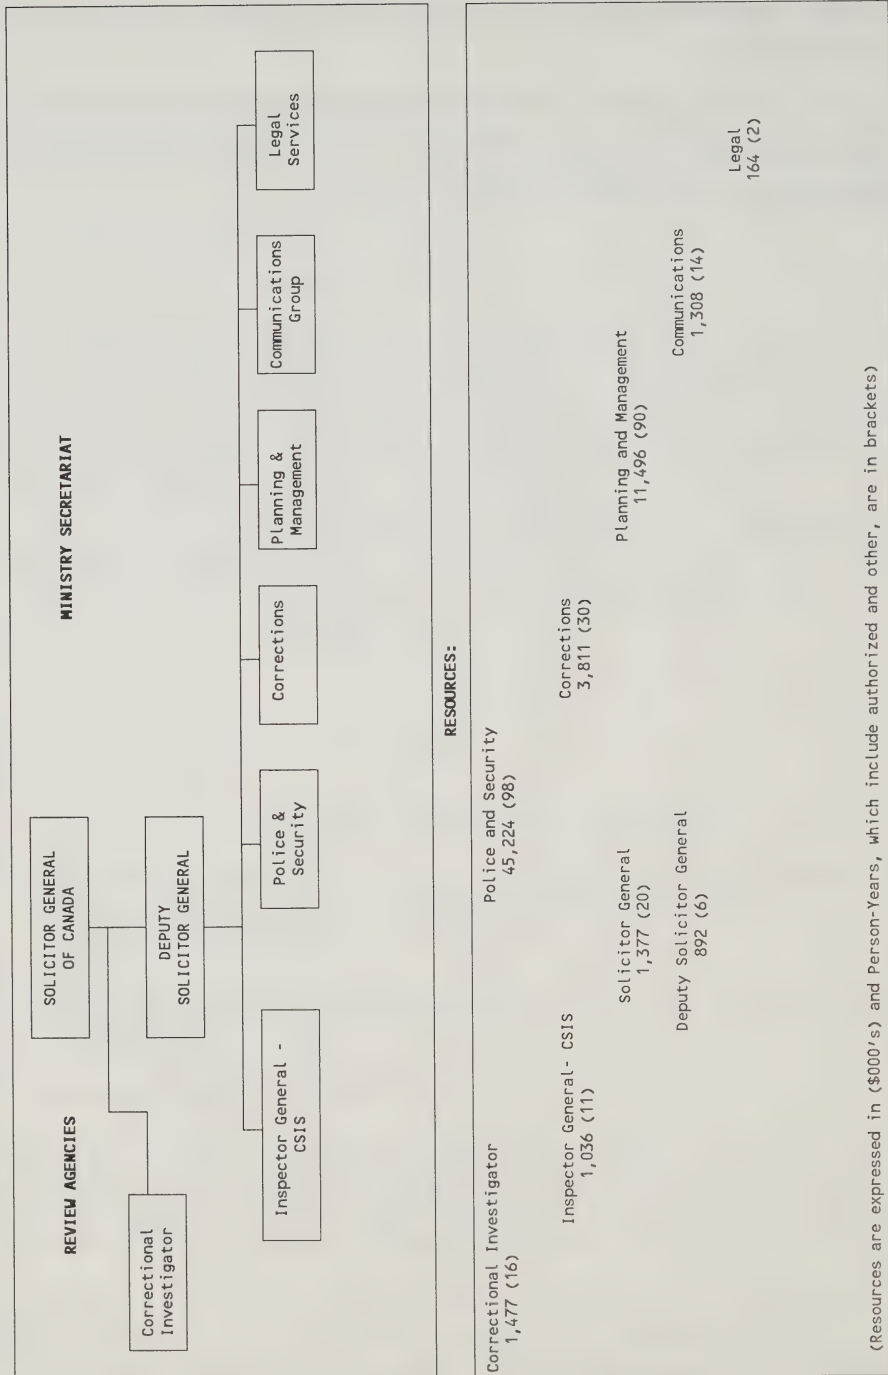 REVIEW AGENCIES
MINISTRY SECRETARIAT
SOLICITOR GENERAL
OF CANADA
Correctional
Investigator
DEPUTY
SOLICITOR GENERAL
Inspector General -
CSIS
Police &
Security
Corrections
Planning &
Management
Communications
Group
Legal
Services
RESOURCES:
Correctional Investigator
1,477 (16)
Police and Security
45,224 (98)
Inspector General- CSIS
1,036 (11)
Corrections
3,811 (30)
Solicitor General
1,377 (20)
Planning and Management
11,496 (90)
Deputy Solicitor General
892 (6)
Communications
1,308 (14)
Legal
164 (2)
(Resources are expressed in ($000's) and Person-Years, which include authorized and other, are in brackets)